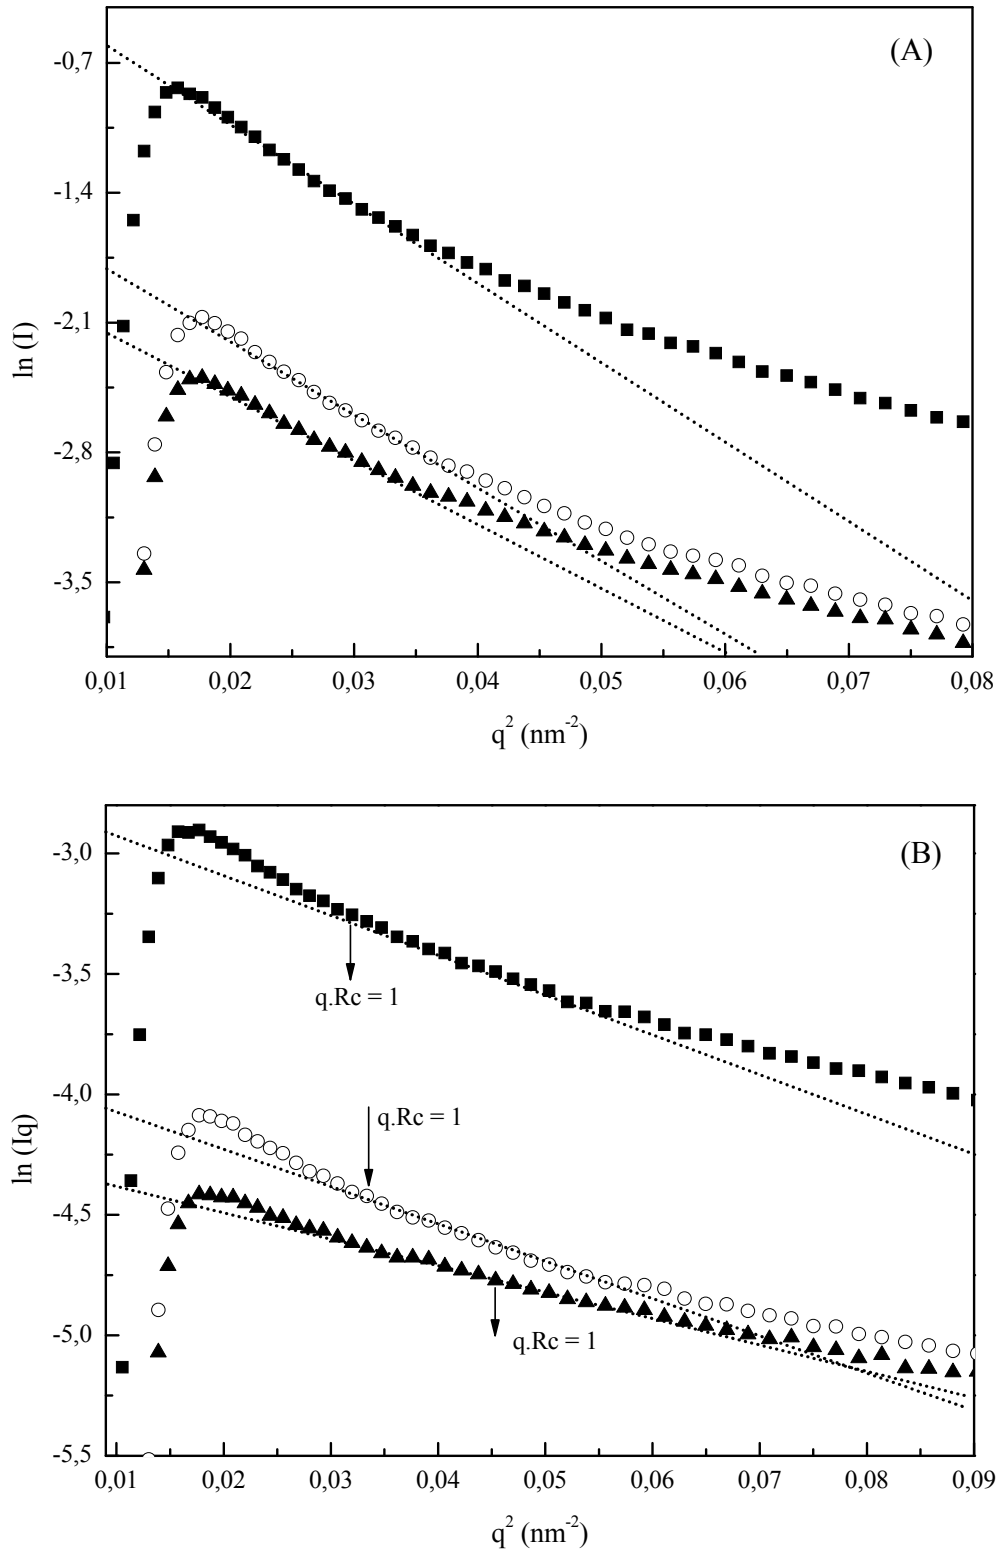 (A)
-0,7
-1,4
-2,1
-2,8
-3,5
ln (I)
0,01 0,02 0,03 0,04 0,05 0,06 0,07 0,08
q² (nm⁻²)
(B)
-3,0
-3,5
-4,0
-4,5
-5,0
-5,5
ln (Iq)
q.Rc = 1
q.Rc = 1
q.Rc = 1
0,01 0,02 0,03 0,04 0,05 0,06 0,07 0,08 0,09
q² (nm⁻²)